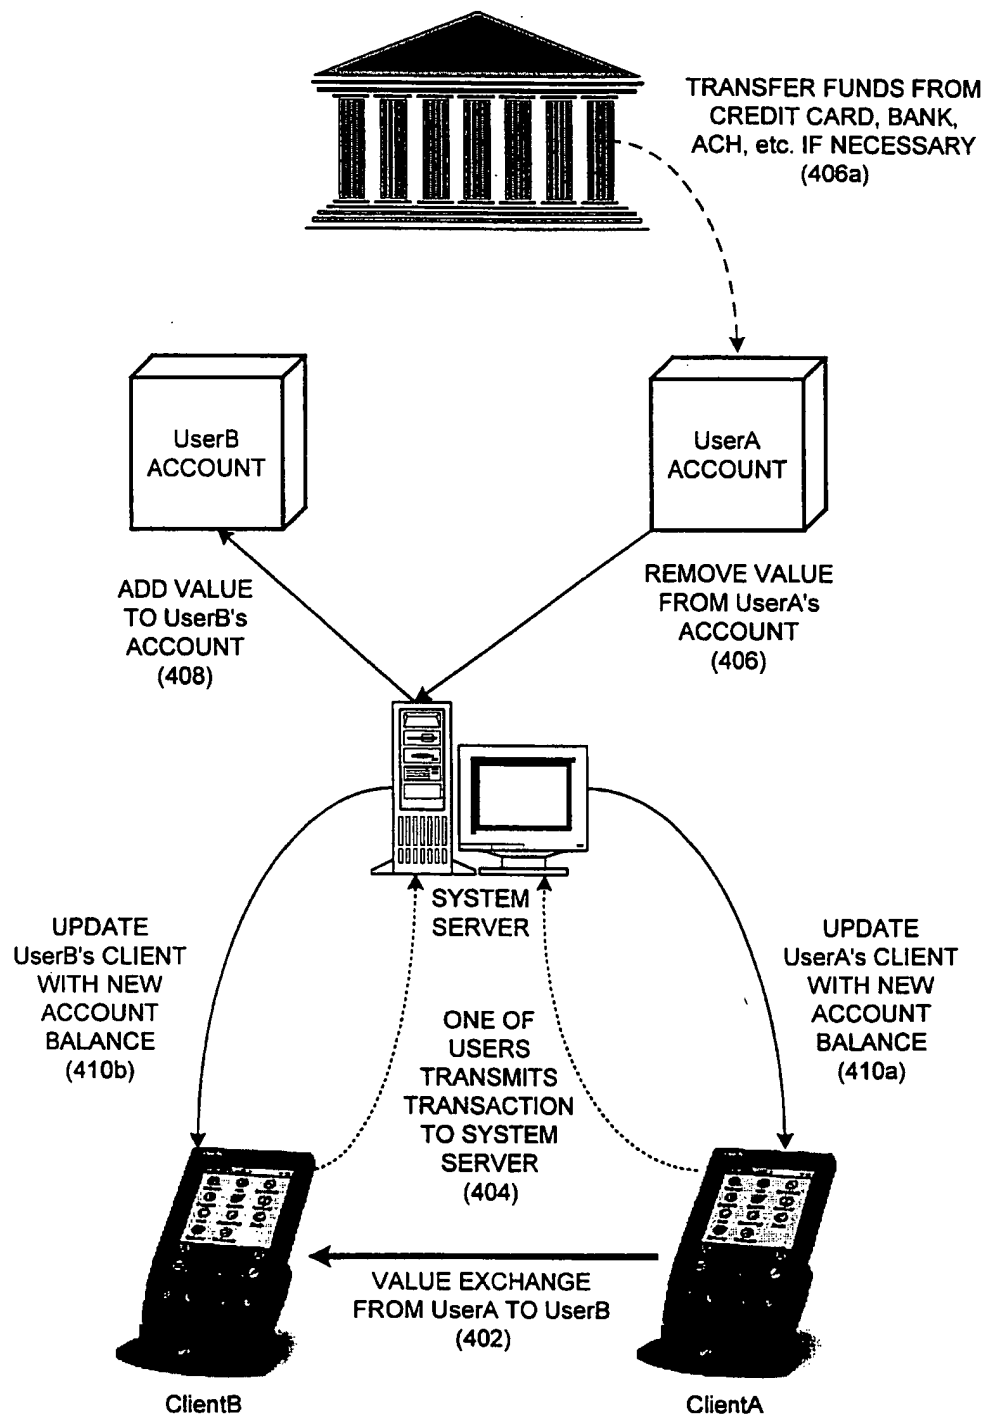 TRANSFER FUNDS FROM
CREDIT CARD, BANK,
ACH, etc. IF NECESSARY
(406a)
UserB
ACCOUNT
UserA
ACCOUNT
ADD VALUE
TO UserB's
ACCOUNT
(408)
REMOVE VALUE
FROM UserA's
ACCOUNT
(406)
SYSTEM
SERVER
UPDATE
UserB's CLIENT
WITH NEW
ACCOUNT
BALANCE
(410b)
ONE OF
USERS
TRANSMITS
TRANSACTION
TO SYSTEM
SERVER
(404)
UPDATE
UserA's CLIENT
WITH NEW
ACCOUNT
BALANCE
(410a)
VALUE EXCHANGE
FROM UserA TO UserB
(402)
ClientB
ClientA